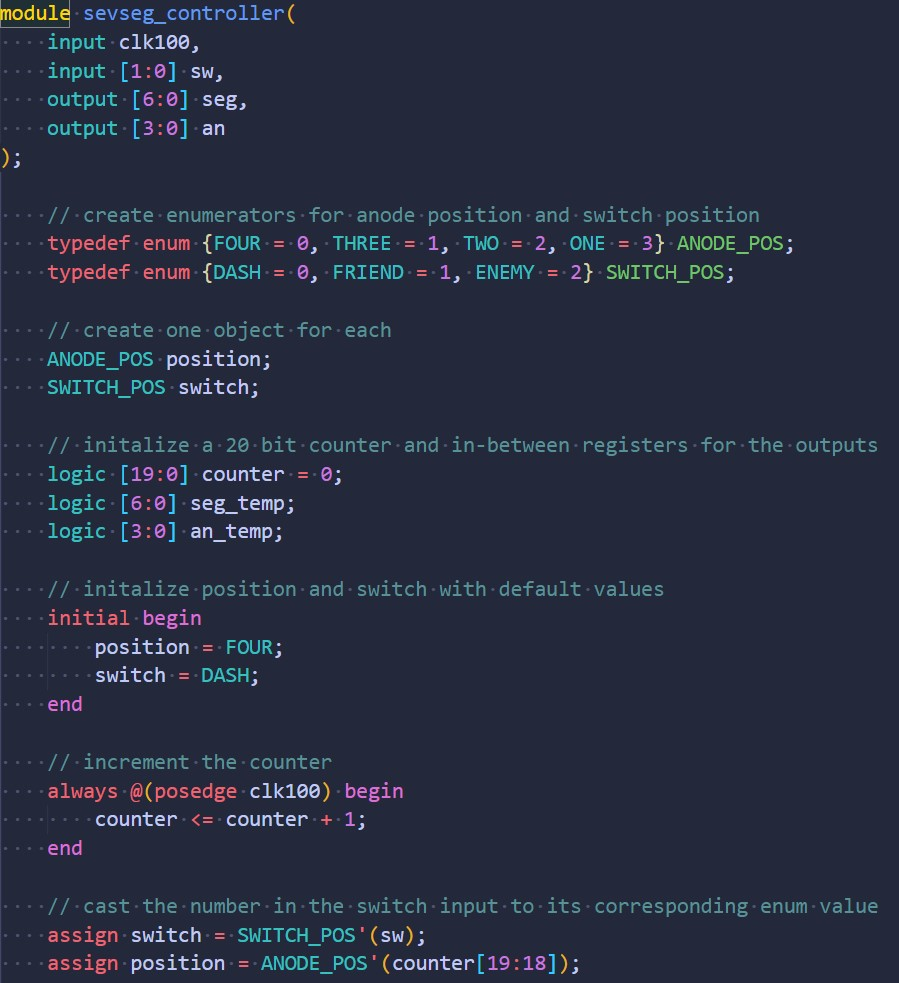 module sevseg_controller(
    input clk100,
    input [1:0] sw,
    output [6:0] seg,
    output [3:0] an
);
    // create enumerators for anode position and switch position
    typedef enum {FOUR = 0, THREE = 1, TWO = 2, ONE = 3} ANODE_POS;
    typedef enum {DASH = 0, FRIEND = 1, ENEMY = 2} SWITCH_POS;
    // create one object for each
    ANODE_POS position;
    SWITCH_POS switch;
    // initalize a 20 bit counter and in-between registers for the outputs
    logic [19:0] counter = 0;
    logic [6:0] seg_temp;
    logic [3:0] an_temp;
    // initalize position and switch with default values
    initial begin
        position = FOUR;
        switch = DASH;
    end
    // increment the counter
    always @(posedge clk100) begin
        counter <= counter + 1;
    end
    // cast the number in the switch input to its corresponding enum value
    assign switch = SWITCH_POS'(sw);
    assign position = ANODE_POS'(counter[19:18]);